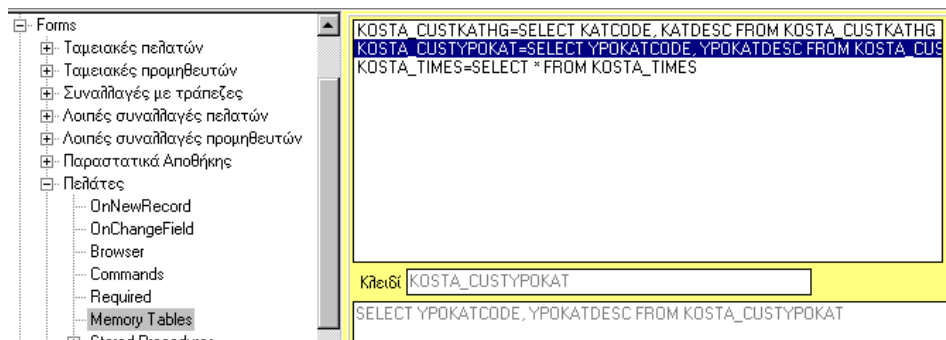 Forms
Ταμειακές πελατών
Ταμειακές προμηθευτών
Συναλλαγές με τράπεζες
Λοιπές συναλλαγές πελατών
Λοιπές συναλλαγές προμηθευτών
Παραστατικά Αποθήκης
Πελάτες
OnNewRecord
OnChangeField
Browser
Commands
Required
Memory Tables
Stored Procedures
KOSTA_CUSTKATHG=SELECT KATCODE, KATDESC FROM KOSTA_CUSTKATHG
KOSTA_CUSTYPOKAT=SELECT YPOKATCODE, YPOKATDESC FROM KOSTA_CUS
KOSTA_TIMES=SELECT * FROM KOSTA_TIMES
Κλειδί KOSTA_CUSTYPOKAT
SELECT YPOKATCODE, YPOKATDESC FROM KOSTA_CUSTYPOKAT